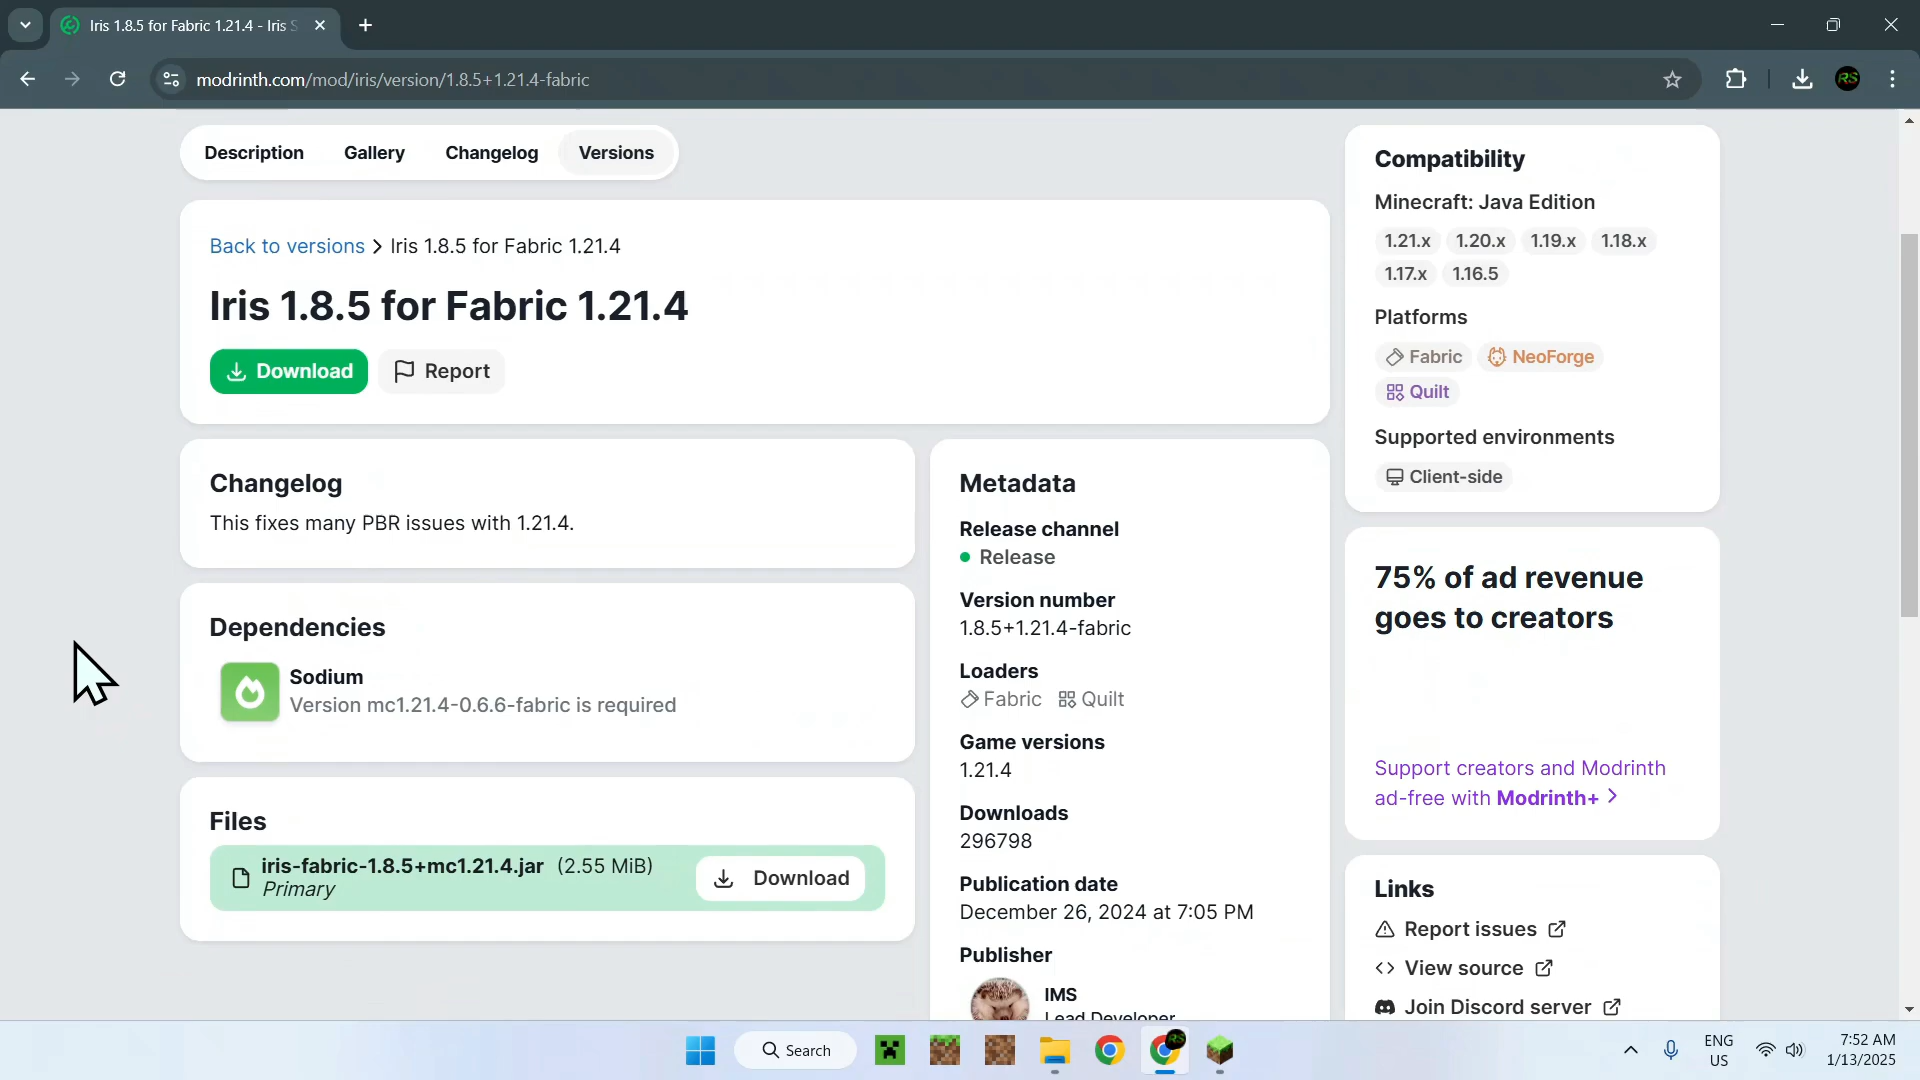 Iris 1.8.5 for Fabric 1.21.4 - Iris S
modrinth.com/mod/iris/version/1.8.5+1.21.4-fabric
RS
Description
Gallery
Changelog
Versions
Back to versions > Iris 1.8.5 for Fabric 1.21.4
Iris 1.8.5 for Fabric 1.21.4
Download
Report
Changelog
This fixes many PBR issues with 1.21.4.
Dependencies
Sodium
Version mc1.21.4-0.6.6-fabric is required
Files
iris-fabric-1.8.5+mc1.21.4.jar (2.55 MiB)
Primary
Download
Metadata
Release channel
Release
Version number
1.8.5+1.21.4-fabric
Loaders
Fabric Quilt
Game versions
1.21.4
Downloads
296798
Publication date
December 26, 2024 at 7:05 PM
Publisher
IMS
Lead Developer
Compatibility
Minecraft: Java Edition
1.21.x 1.20.x 1.19.x 1.18.x
1.17.x 1.16.5
Platforms
Fabric NeoForge
Quilt
Supported environments
Client-side
75% of ad revenue
goes to creators
Support creators and Modrinth
ad-free with Modrinth+ >
Links
Report issues
View source
Join Discord server
Search
RS
ENG
US
7:52 AM
1/13/2025